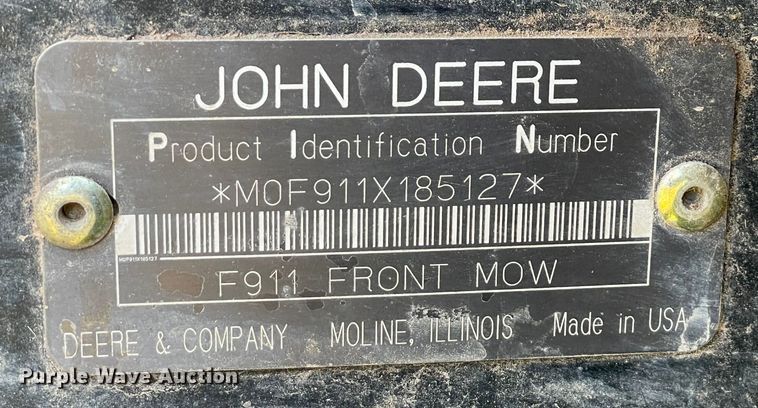 JOHN DEERE
Product Identification Number
*M0F911X185127*
M0F911X185127
F911 FRONT MOW
DEERE & COMPANY MOLINE, ILLINOIS Made in USA
Purple Wave Auction